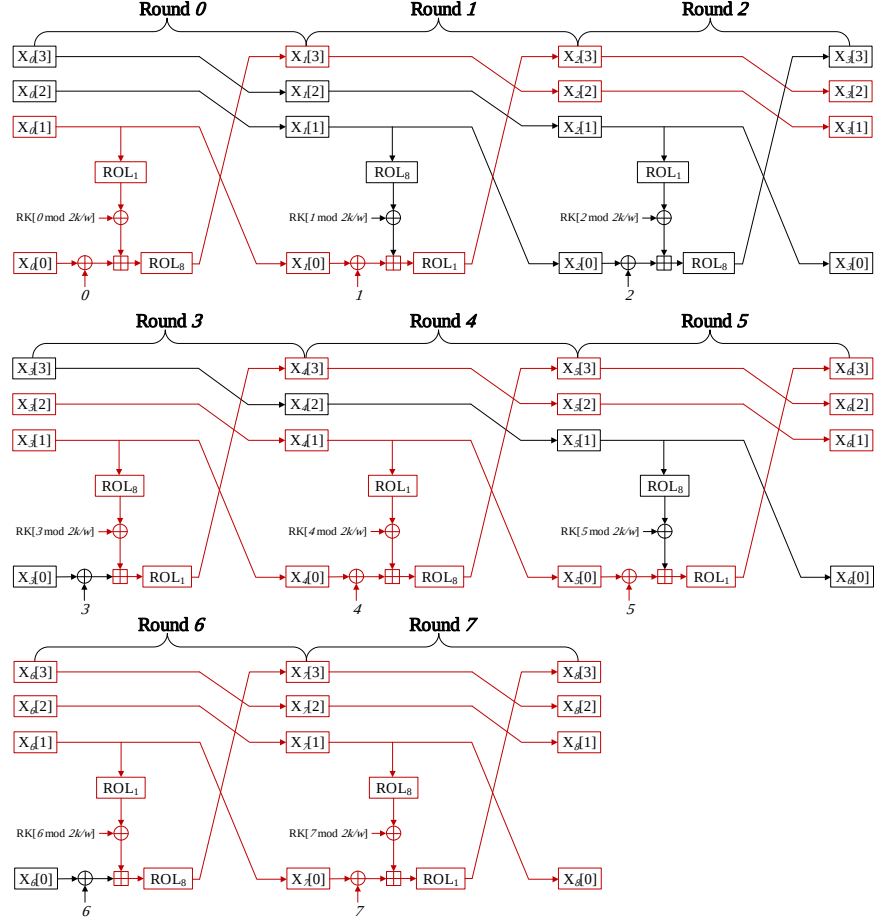 Round 0 Round 1 Round 2
X0[3] X1[3] X2[3] X3[3]
X0[2] X1[2] X2[2] X3[2]
X0[1] X1[1] X2[1] X3[1]
ROL1 ROL8 ROL1
RK[0 mod 2k/w] RK[1 mod 2k/w] RK[2 mod 2k/w]
X0[0] ROL8 X1[0] ROL1 X2[0] ROL8 X3[0]
0 1 2
Round 3 Round 4 Round 5
X3[3] X4[3] X5[3] X6[3]
X3[2] X4[2] X5[2] X6[2]
X3[1] X4[1] X5[1] X6[1]
ROL8 ROL1 ROL8
RK[3 mod 2k/w] RK[4 mod 2k/w] RK[5 mod 2k/w]
X3[0] ROL1 X4[0] ROL8 X5[0] ROL1 X6[0]
3 4 5
Round 6 Round 7
X6[3] X7[3] X8[3]
X6[2] X7[2] X8[2]
X6[1] X7[1] X8[1]
ROL1 ROL8
RK[6 mod 2k/w] RK[7 mod 2k/w]
X6[0] ROL8 X7[0] ROL1 X8[0]
6 7